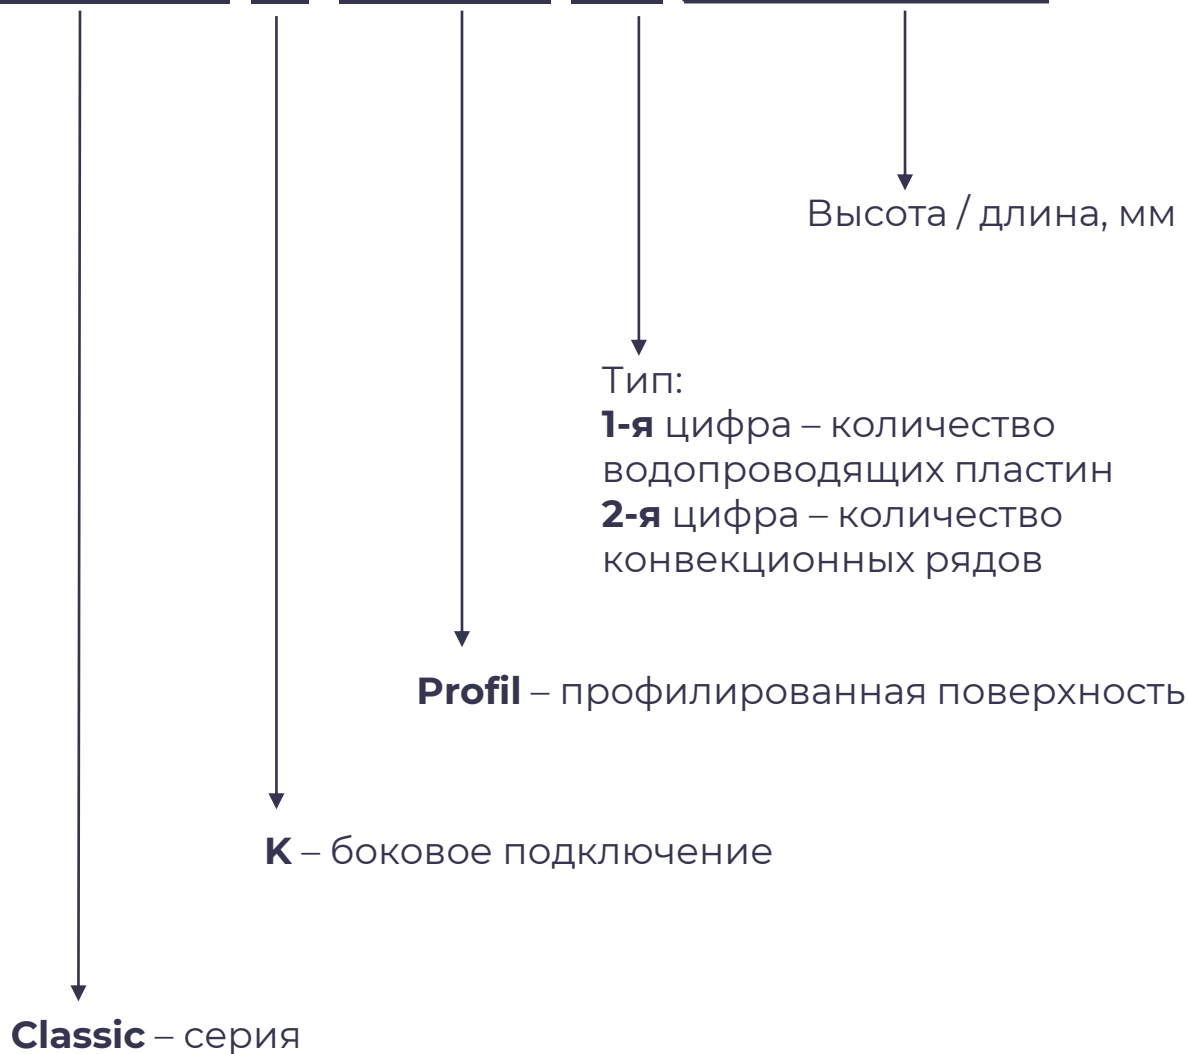 Высота / длина, мм
Тип:
1-я цифра – количество
водопроводящих пластин
2-я цифра – количество
конвекционных рядов
Profil – профилированная поверхность
K – боковое подключение
Classic – серия